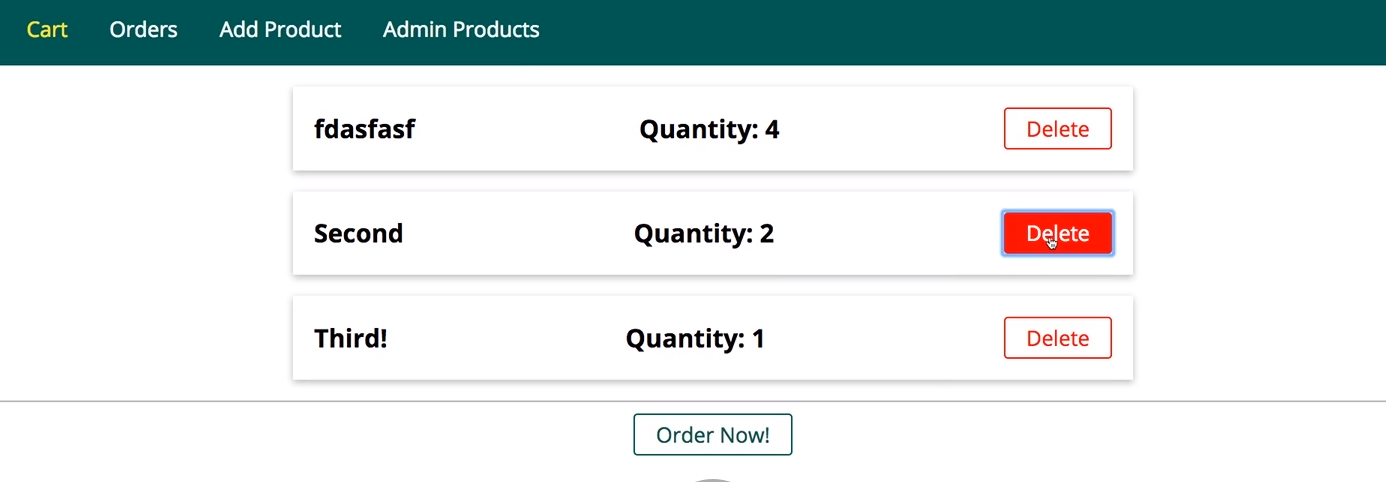 Cart Orders Add Product Admin Products
fdasfasf Quantity: 4 Delete
Second Quantity: 2 Delete
Third! Quantity: 1 Delete
Order Now!